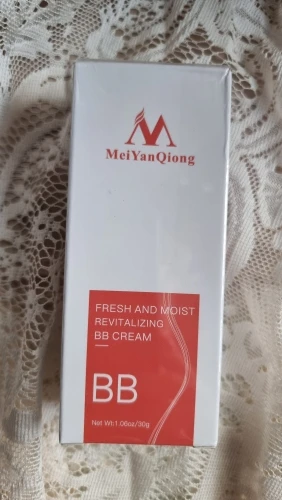 MeiYanQiong
FRESH AND MOIST
REVITALIZING
BB CREAM
BB
Net Wt:1.06oz/30g